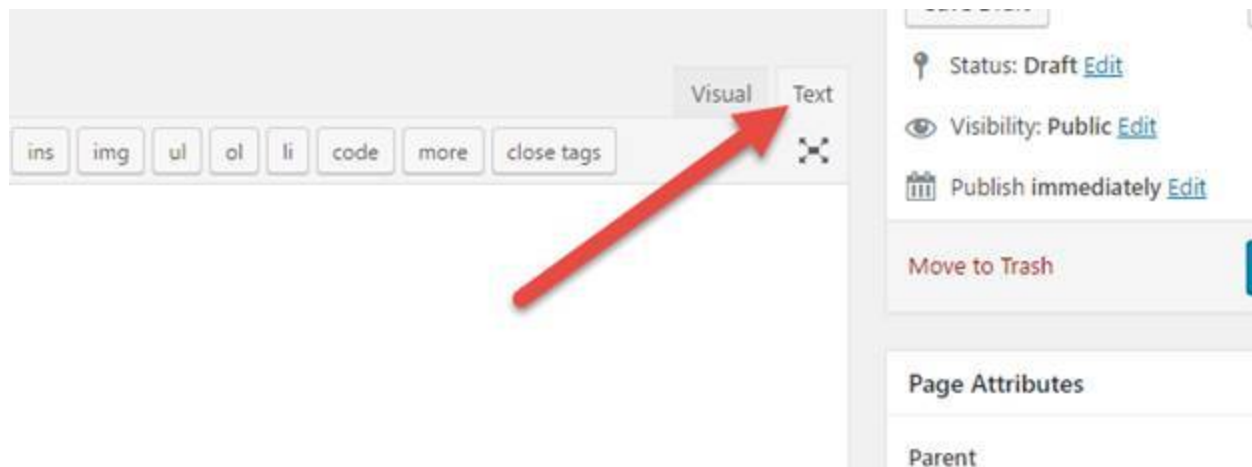 Visual Text
ins img ul ol li code more close tags
Status: Draft Edit
Visibility: Public Edit
Publish immediately Edit
Move to Trash
Page Attributes
Parent